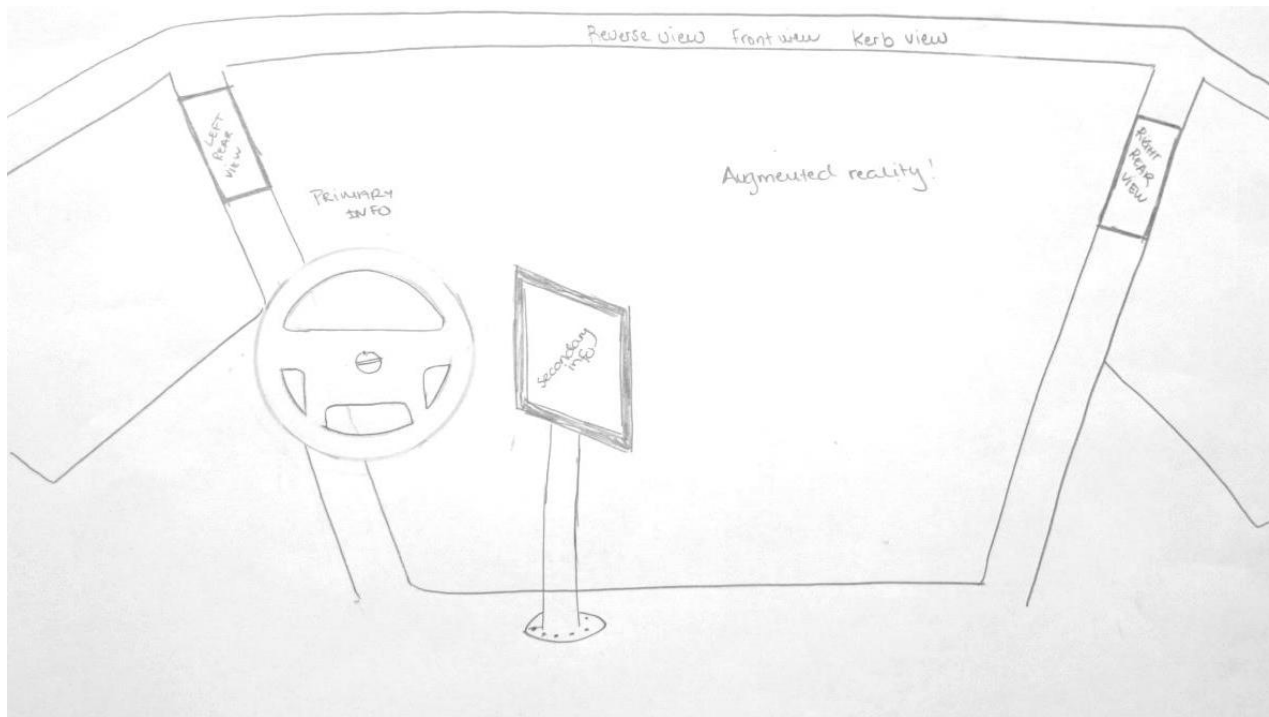 Reverse view Front view Kerb view
LEFT
REAR
VIEW
RIGHT
REAR
VIEW
Augmented reality!
PRIMARY
INFO
secondary
info